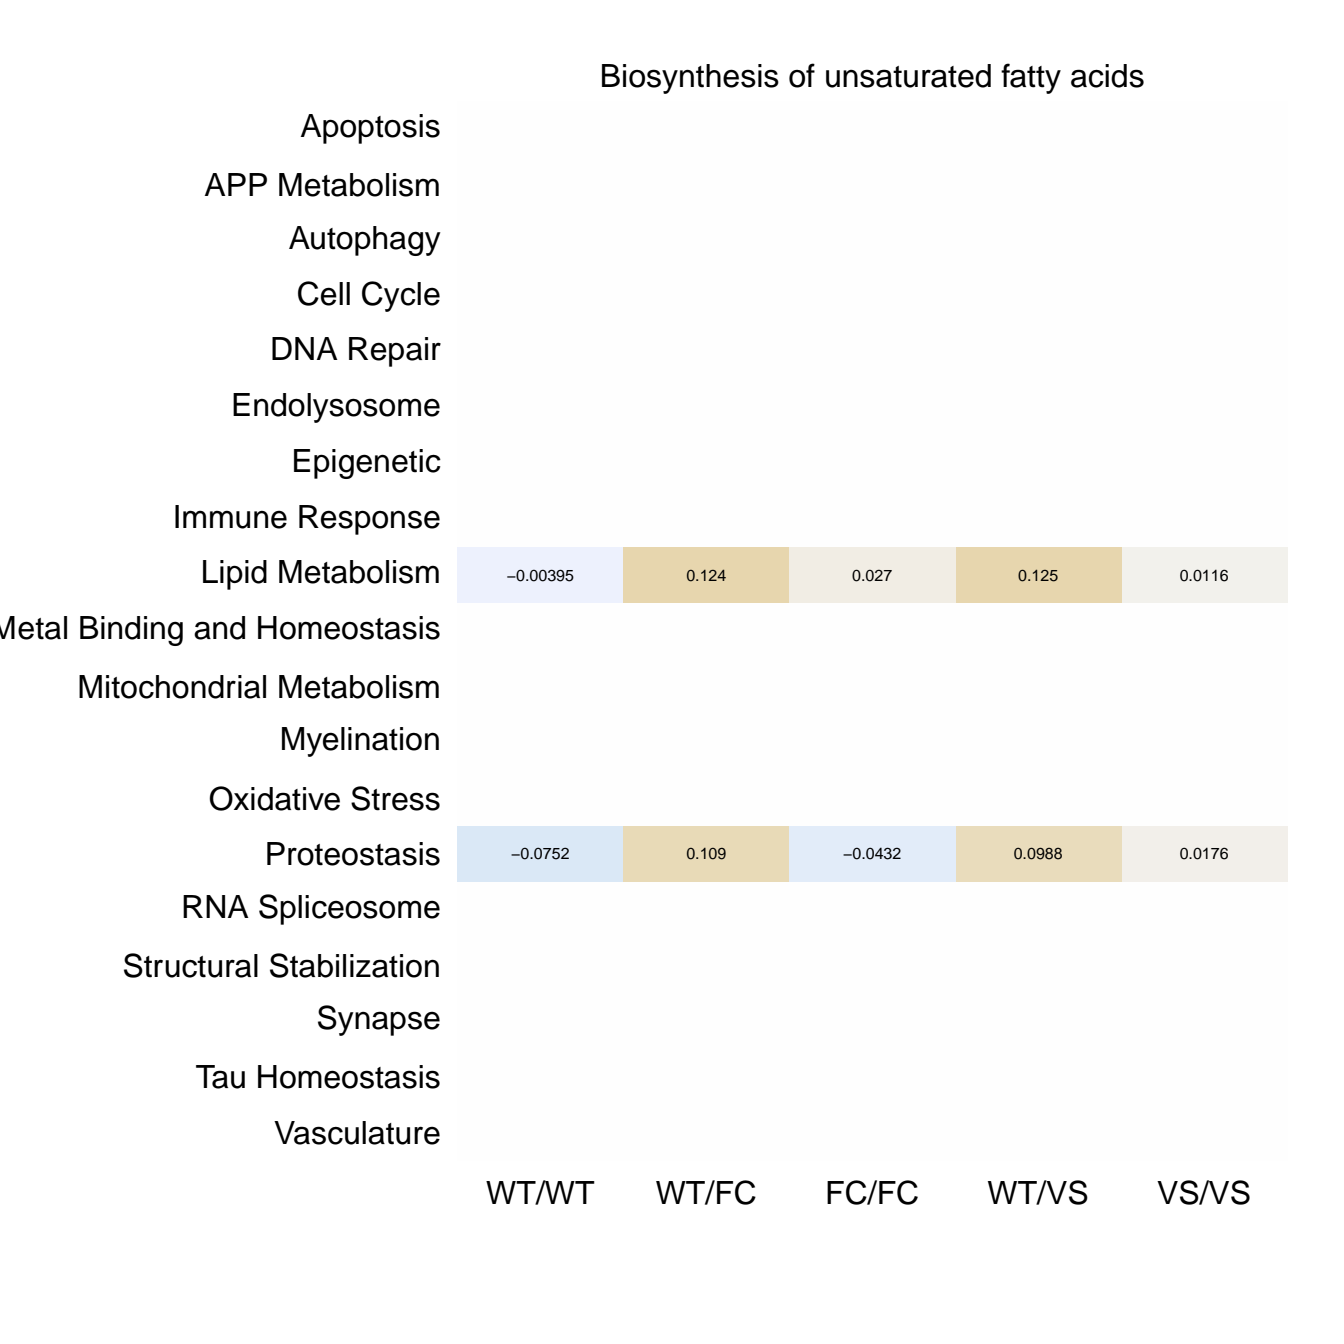 Biosynthesis of unsaturated fatty acids
Apoptosis
APP Metabolism
Autophagy
Cell Cycle
DNA Repair
Endolysosome
Epigenetic
Immune Response
Lipid Metabolism −0.00395 0.124 0.027 0.125 0.0116
Metal Binding and Homeostasis
Mitochondrial Metabolism
Myelination
Oxidative Stress
Proteostasis −0.0752 0.109 −0.0432 0.0988 0.0176
RNA Spliceosome
Structural Stabilization
Synapse
Tau Homeostasis
Vasculature
WT/WT WT/FC FC/FC WT/VS VS/VS